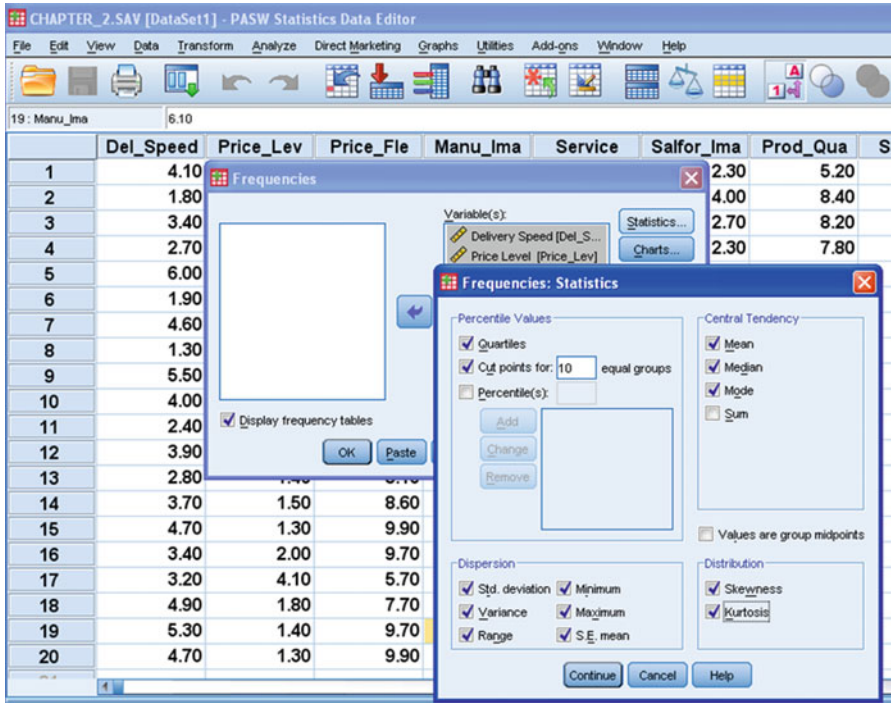 CHAPTER_2.SAV [DataSet1] - PASW Statistics Data Editor
File Edit View Data Transform Analyze Direct Marketing Graphs Utilities Add-ons Window Help
19 : Manu_Ima 6.10
Del_Speed Price_Lev Price_Fle Manu_Ima Service Salfor_Ima Prod_Qua S
1 4.10 2.30 5.20
2 1.80 4.00 8.40
3 3.40 2.70 8.20
4 2.70 2.30 7.80
5 6.00
6 1.90
7 4.60
8 1.30
9 5.50
10 4.00
11 2.40
12 3.90
13 2.80
14 3.70 1.50 8.60
15 4.70 1.30 9.90
16 3.40 2.00 9.70
17 3.20 4.10 5.70
18 4.90 1.80 7.70
19 5.30 1.40 9.70
20 4.70 1.30 9.90
Frequencies
Variable(s):
Delivery Speed [Del_S...
Price Level [Price_Lev]
Statistics...
Charts...
Display frequency tables
OK Paste
Frequencies: Statistics
Percentile Values
Quartiles
Cut points for: 10 equal groups
Percentile(s):
Add
Change
Remove
Central Tendency
Mean
Median
Mode
Sum
Values are group midpoints
Dispersion
Std. deviation Minimum
Variance Maximum
Range S.E. mean
Distribution
Skewness
Kurtosis
Continue Cancel Help